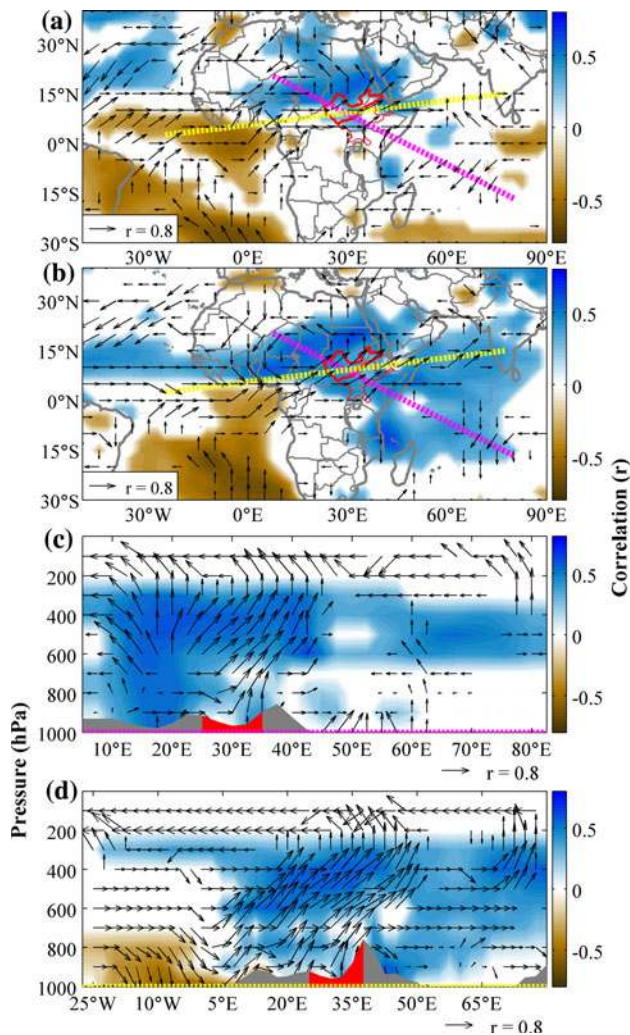 (a)
30°N
15°N
0°N
15°S
30°S
r = 0.8
30°W 0°E 30°E 60°E 90°E
0.5
0
-0.5
(b)
30°N
15°N
0°N
15°S
30°S
r = 0.8
30°W 0°E 30°E 60°E 90°E
0.5
0
-0.5
Correlation (r)
(c)
200
400
600
800
1000
10°E 20°E 30°E 40°E 50°E 60°E 70°E 80°E
r = 0.8
0.5
0
-0.5
Pressure (hPa)
(d)
200
400
600
800
1000
25°W 10°W 5°E 20°E 35°E 50°E 65°E
r = 0.8
0.5
0
-0.5